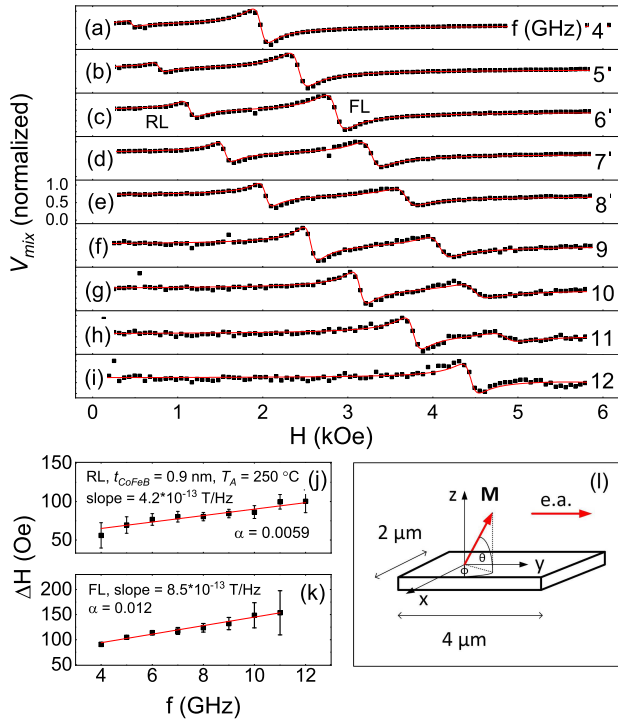 (a) f (GHz) 4
(b) 5
(c) RL FL 6
(d) 7
1.0
(e) 8
0.0
(f) 9
(g) 10
(h) 11
(i) 12
V_mix (normalized)
0 1 2 3 4 5 6
H (kOe)
RL, t_CoFeB = 0.9 nm, T_A = 250 °C (j)
slope = 4.2*10^-13 T/Hz
α = 0.0059
100
50
FL, slope = 8.5*10^-13 T/Hz (k)
α = 0.012
200
150
100
50
ΔH (Oe)
4 6 8 10 12
f (GHz)
(l)
z M e.a.
2 μm
θ
ϕ y
x
4 μm